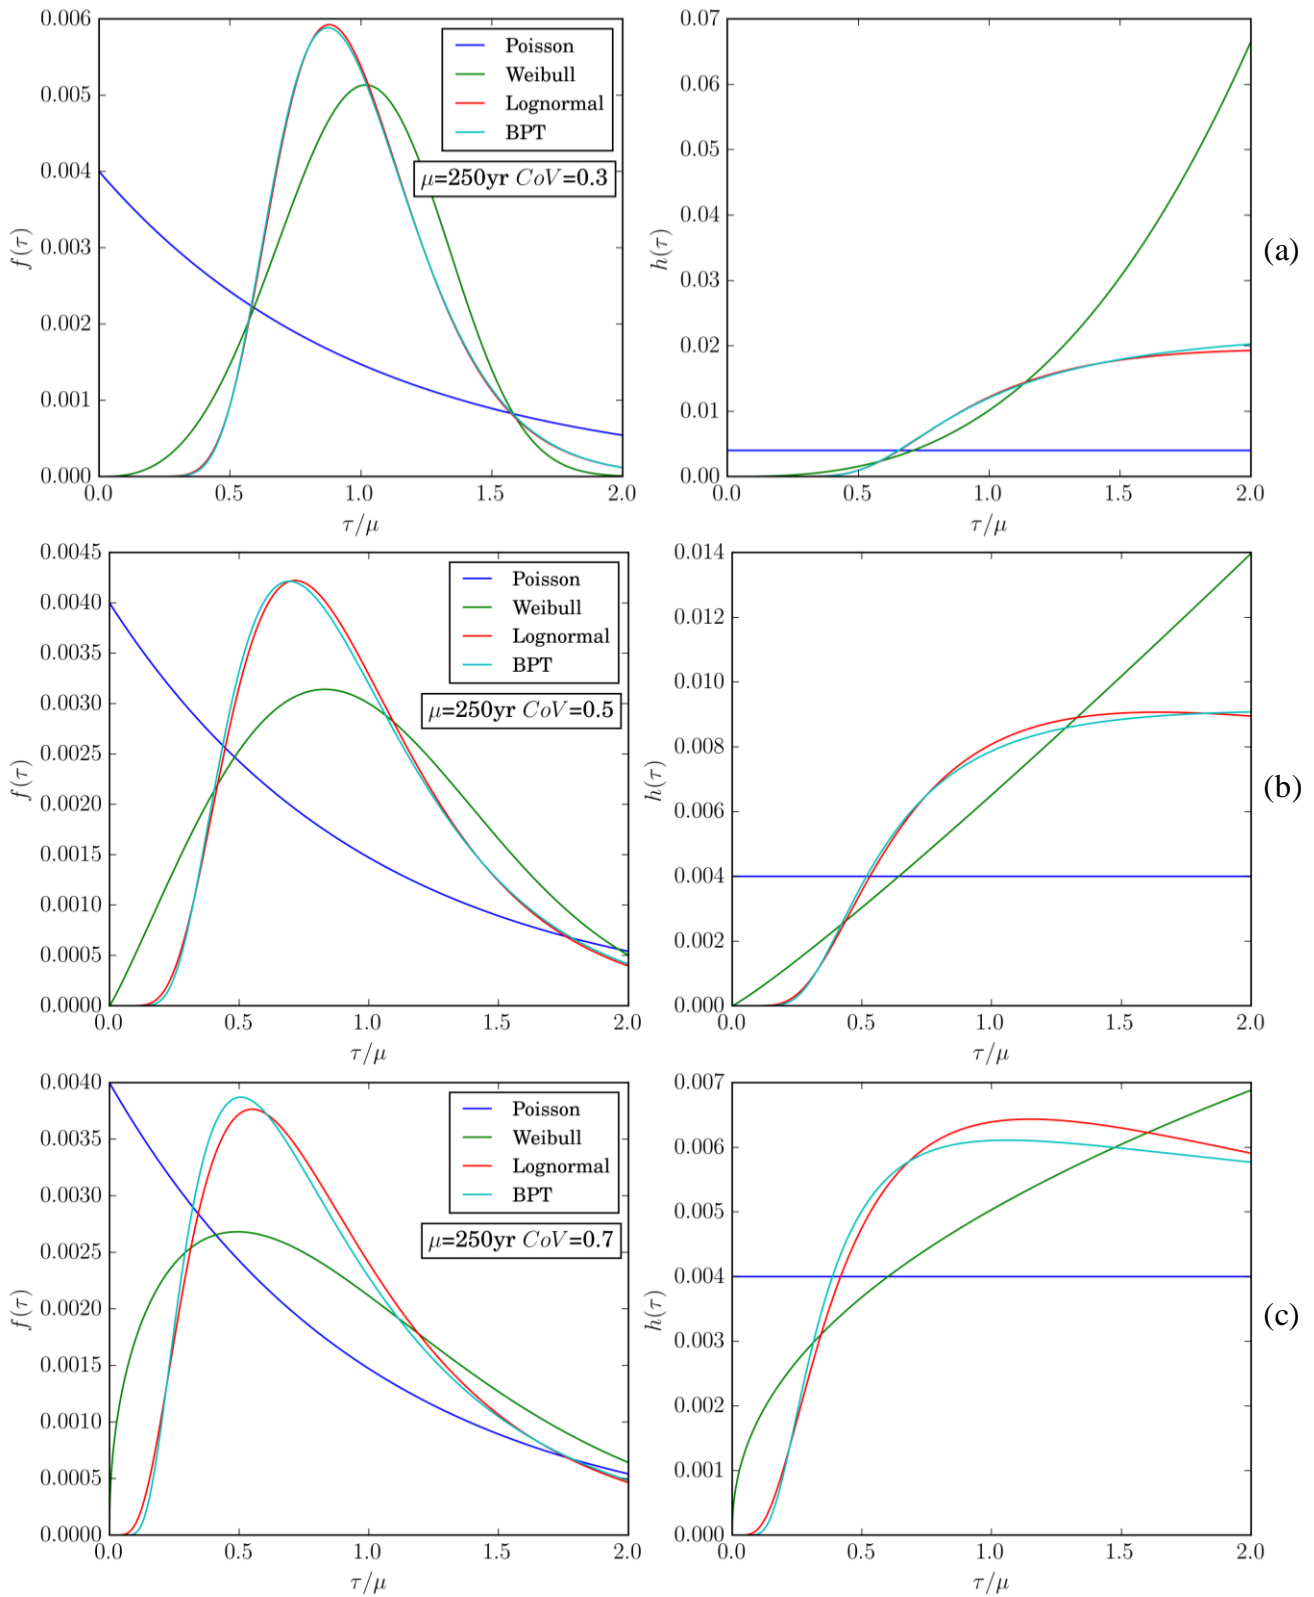 0.006
0.005
0.004
0.003
0.002
0.001
0.000
f(τ)
0.0 0.5 1.0 1.5 2.0
τ/μ
Poisson
Weibull
Lognormal
BPT
μ=250yr CoV=0.3
0.07
0.06
0.05
0.04
0.03
0.02
0.01
0.00
h(τ)
0.0 0.5 1.0 1.5 2.0
τ/μ
(a)
0.0045
0.0040
0.0035
0.0030
0.0025
0.0020
0.0015
0.0010
0.0005
0.0000
f(τ)
0.0 0.5 1.0 1.5 2.0
τ/μ
Poisson
Weibull
Lognormal
BPT
μ=250yr CoV=0.5
0.014
0.012
0.010
0.008
0.006
0.004
0.002
0.000
h(τ)
0.0 0.5 1.0 1.5 2.0
τ/μ
(b)
0.0040
0.0035
0.0030
0.0025
0.0020
0.0015
0.0010
0.0005
0.0000
f(τ)
0.0 0.5 1.0 1.5 2.0
τ/μ
Poisson
Weibull
Lognormal
BPT
μ=250yr CoV=0.7
0.007
0.006
0.005
0.004
0.003
0.002
0.001
0.000
h(τ)
0.0 0.5 1.0 1.5 2.0
τ/μ
(c)